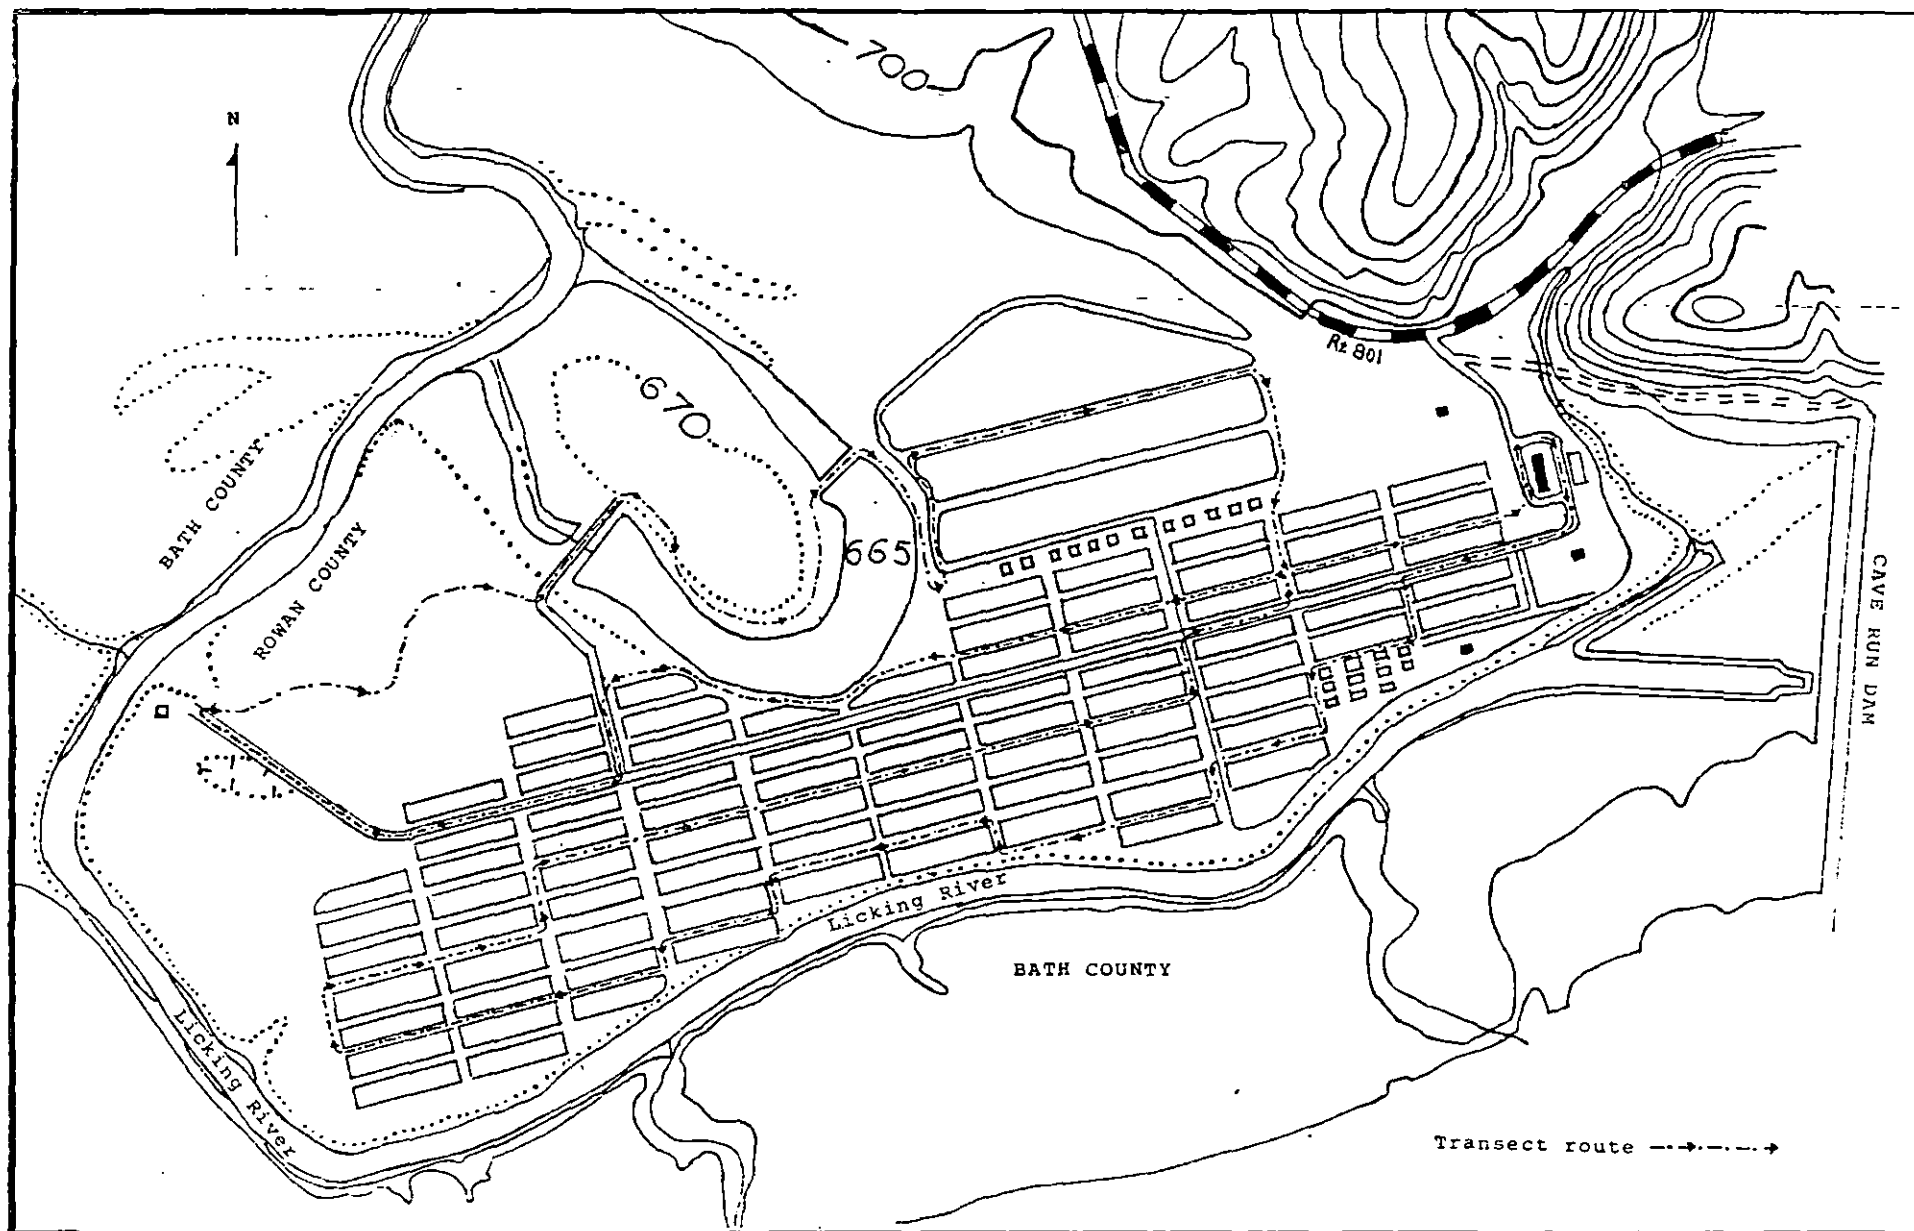 700
N
Rt 801
670
BATH COUNTY
ROWAN COUNTY
665
CAVE RUN DAM
Licking River
BATH COUNTY
Licking River
Transect route